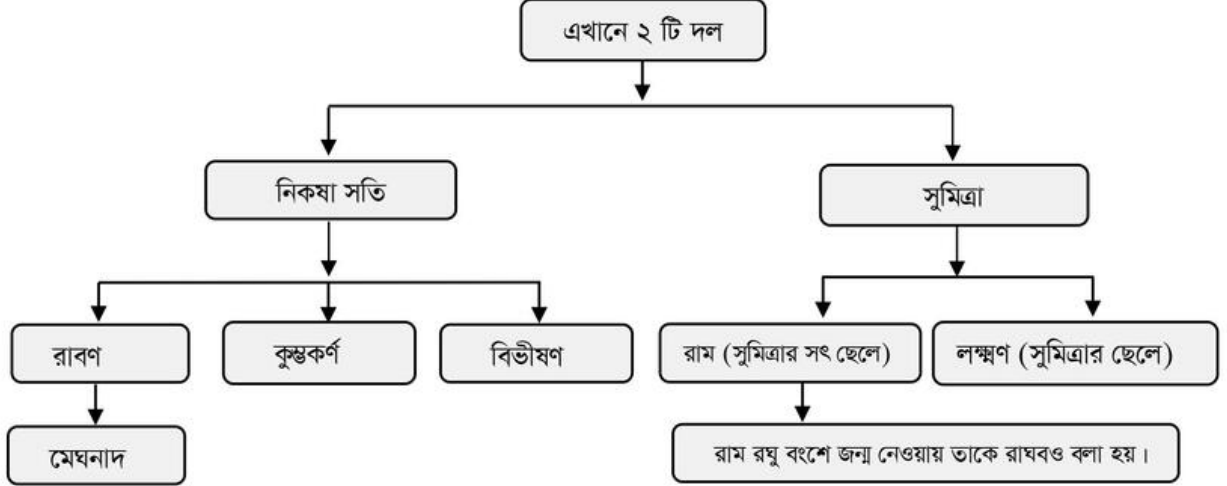 এখানে ২ টি দল
নিকষা সতি
সুমিত্রা
রাবণ
কুম্ভকর্ণ
বিভীষণ
রাম (সুমিত্রার সৎ ছেলে)
লক্ষ্মণ (সুমিত্রার ছেলে)
মেঘনাদ
রাম রঘু বংশে জন্ম নেওয়ায় তাকে রাঘবও বলা হয়।